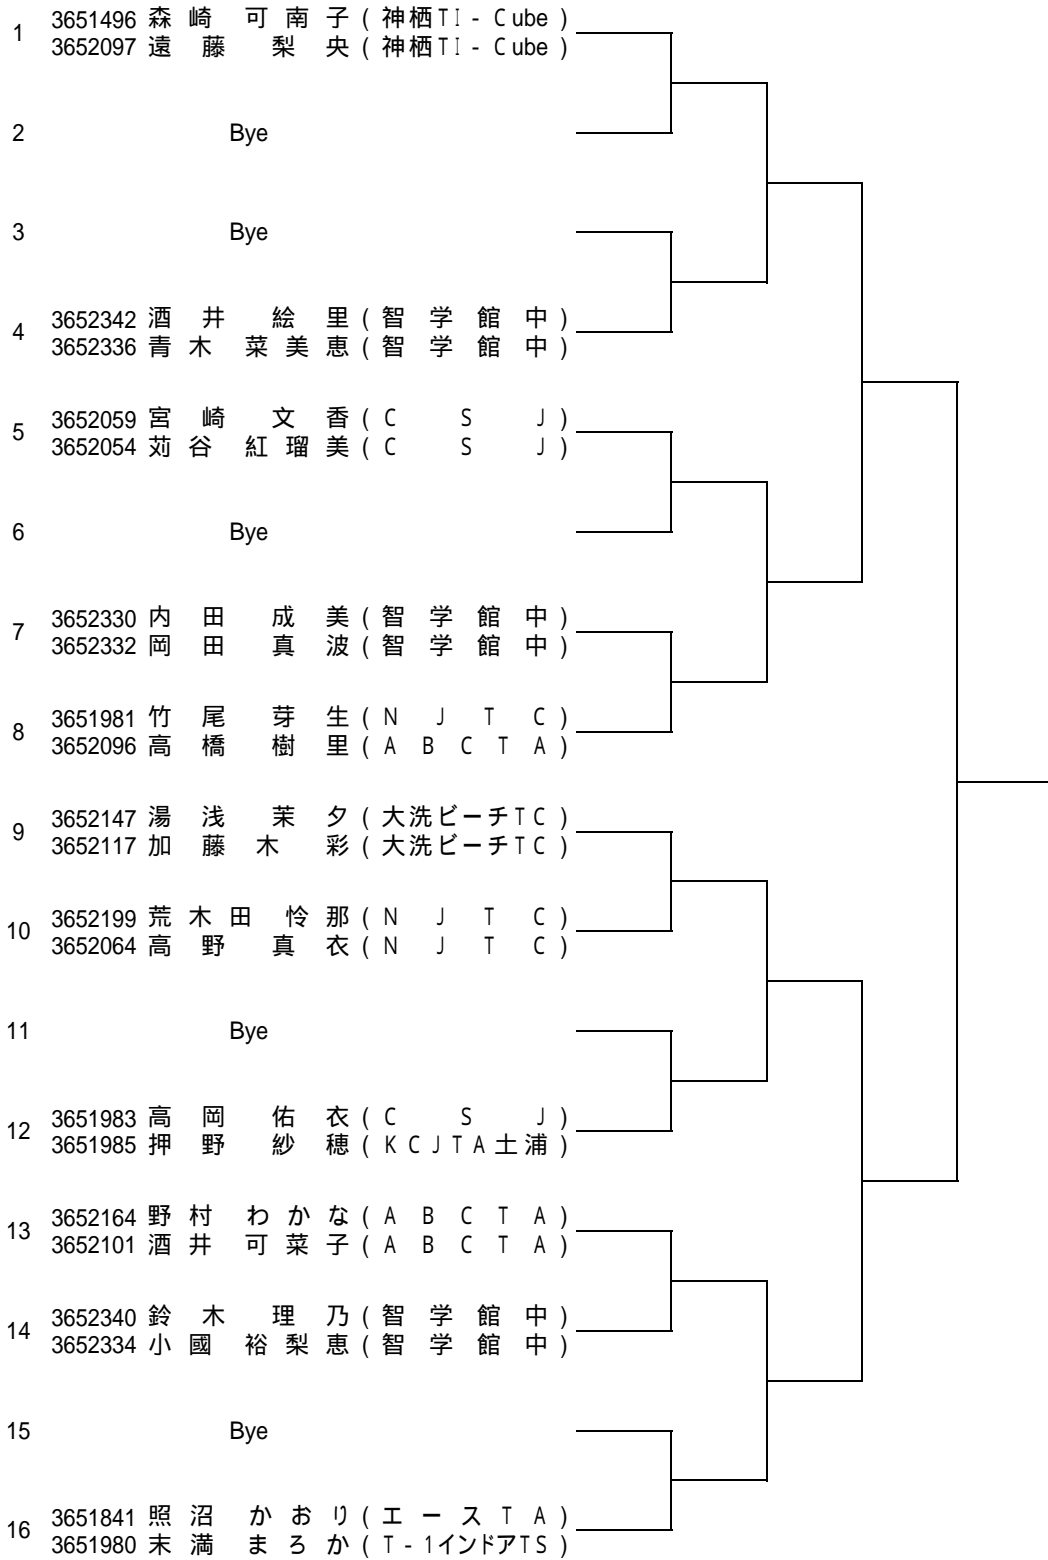 1 3651496 森崎 可南子 (神栖TI-Cube)
3652097 遠藤 梨央 (神栖TI-Cube)
2 Bye
3 Bye
4 3652342 酒井 絵里 (智学館中)
3652336 青木 菜美恵 (智学館中)
5 3652059 宮崎 文香 (CSJ)
3652054 苅谷 紅瑠美 (CSJ)
6 Bye
7 3652330 内田 成美 (智学館中)
3652332 岡田 真波 (智学館中)
8 3651981 竹尾 芽生 (NJTC)
3652096 高橋 樹里 (ABCTA)
9 3652147 湯浅 茉夕 (大洗ビーチTC)
3652117 加藤木 彩 (大洗ビーチTC)
10 3652199 荒木田 怜那 (NJTC)
3652064 高野 真衣 (NJTC)
11 Bye
12 3651983 高岡 佑衣 (CSJ)
3651985 押野 紗穂 (KCJTA土浦)
13 3652164 野村 わかな (ABCTA)
3652101 酒井 可菜子 (ABCTA)
14 3652340 鈴木 理乃 (智学館中)
3652334 小國 裕梨恵 (智学館中)
15 Bye
16 3651841 照沼 かおり (エースTA)
3651980 末満 まろか (T-1インドアTS)